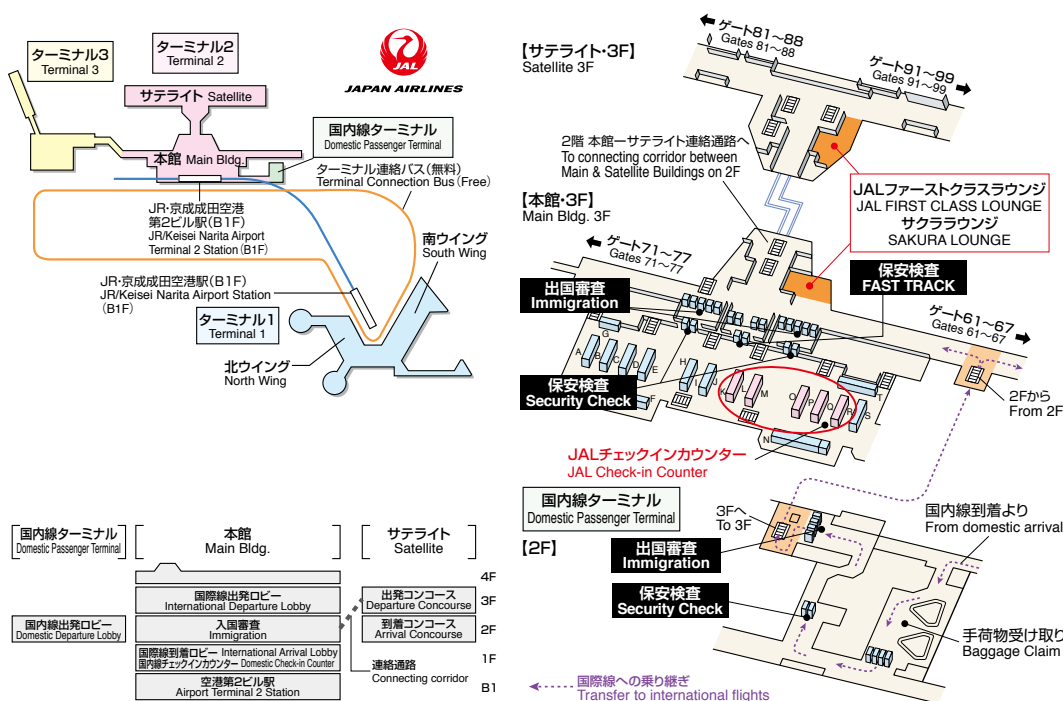 ターミナル3
Terminal 3
ターミナル2
Terminal 2
JAL
JAPAN AIRLINES
サテライト Satellite
国内線ターミナル
Domestic Passenger Terminal
本館 Main Bldg.
ターミナル連絡バス(無料)
Terminal Connection Bus (Free)
JR・京成成田空港
第2ビル駅(B1F)
JR/Keisei Narita Airport
Terminal 2 Station (B1F)
南ウイング
South Wing
JR・京成成田空港駅(B1F)
JR/Keisei Narita Airport Station
(B1F)
ターミナル1
Terminal 1
北ウイング
North Wing
国内線ターミナル
Domestic Passenger Terminal
本館
Main Bldg.
サテライト
Satellite
4F
国際線出発ロビー
International Departure Lobby
出発コンコース
Departure Concourse
3F
国内線出発ロビー
Domestic Departure Lobby
入国審査
Immigration
到着コンコース
Arrival Concourse
2F
国際線到着ロビー International Arrival Lobby
国内線チェックインカウンター Domestic Check-in Counter
1F
連絡通路
Connecting corridor
空港第2ビル駅
Airport Terminal 2 Station
B1
【サテライト・3F】
Satellite 3F
ゲート81〜88
Gates 81〜88
ゲート91〜99
Gates 91〜99
2階 本館ーサテライト連絡通路へ
To connecting corridor between
Main & Satellite Buildings on 2F
JALファーストクラスラウンジ
JAL FIRST CLASS LOUNGE
サクララウンジ
SAKURA LOUNGE
【本館・3F】
Main Bldg. 3F
ゲート71〜77
Gates 71〜77
出国審査
Immigration
保安検査
FAST TRACK
ゲート61〜67
Gates 61〜67
A
B
C
D
E
F
G
H
I
J
K
L
M
N
O
P
Q
R
S
T
保安検査
Security Check
2Fから
From 2F
JALチェックインカウンター
JAL Check-in Counter
国内線ターミナル
Domestic Passenger Terminal
【2F】
3Fへ
To 3F
国内線到着より
From domestic arrival
出国審査
Immigration
保安検査
Security Check
手荷物受け取り
Baggage Claim
国際線への乗り継ぎ
Transfer to international flights